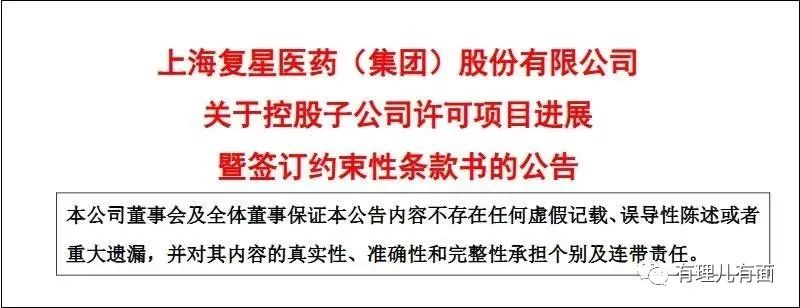 上海复星医药（集团）股份有限公司
关于控股子公司许可项目进展
暨签订约束性条款书的公告
本公司董事会及全体董事保证本公告内容不存在任何虚假记载、误导性陈述或者
重大遗漏，并对其内容的真实性、准确性和完整性承担个别及连带责任。
有理儿有面